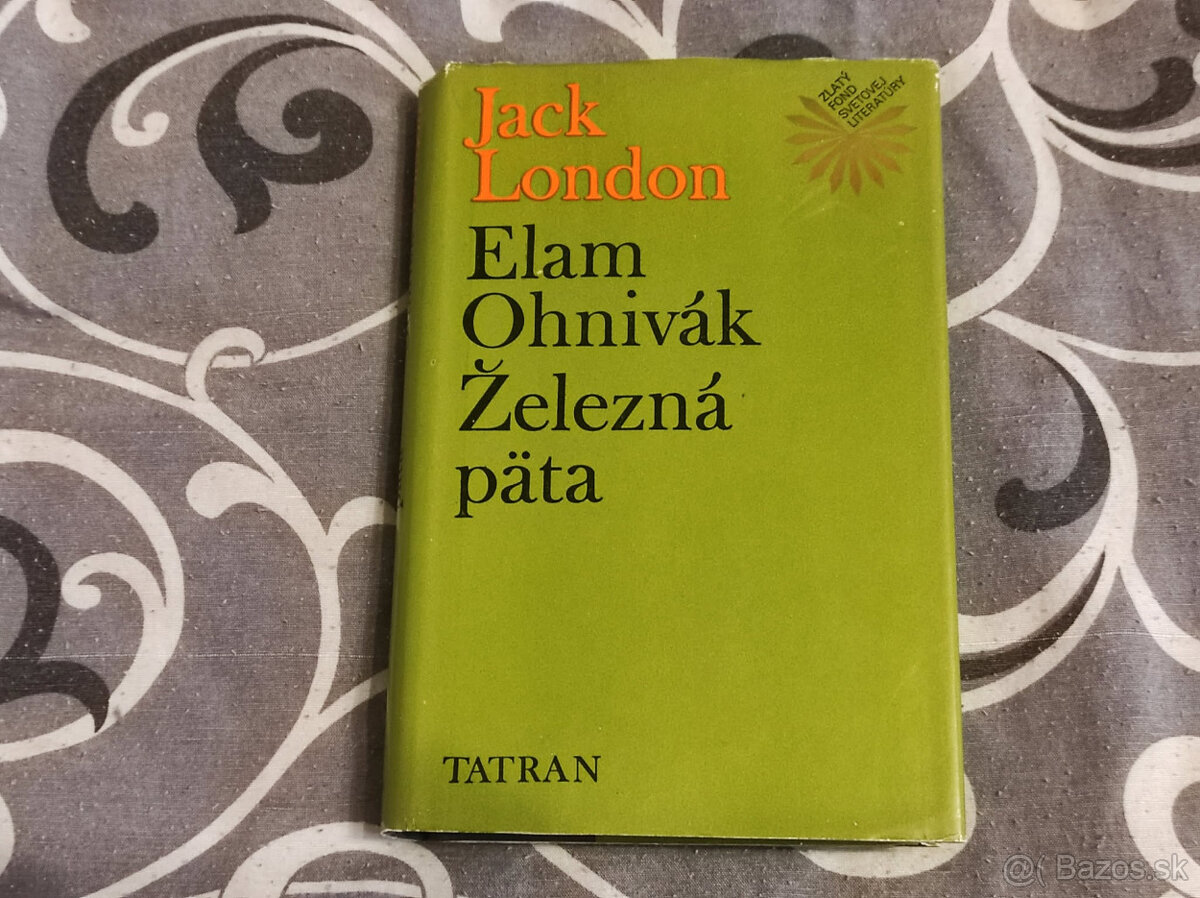 Jack
London
ZLATÝ
FOND
SVETOVEJ
LITERATÚRY
Elam
Ohnivák
Železná
päta
TATRAN
@( Bazos.sk